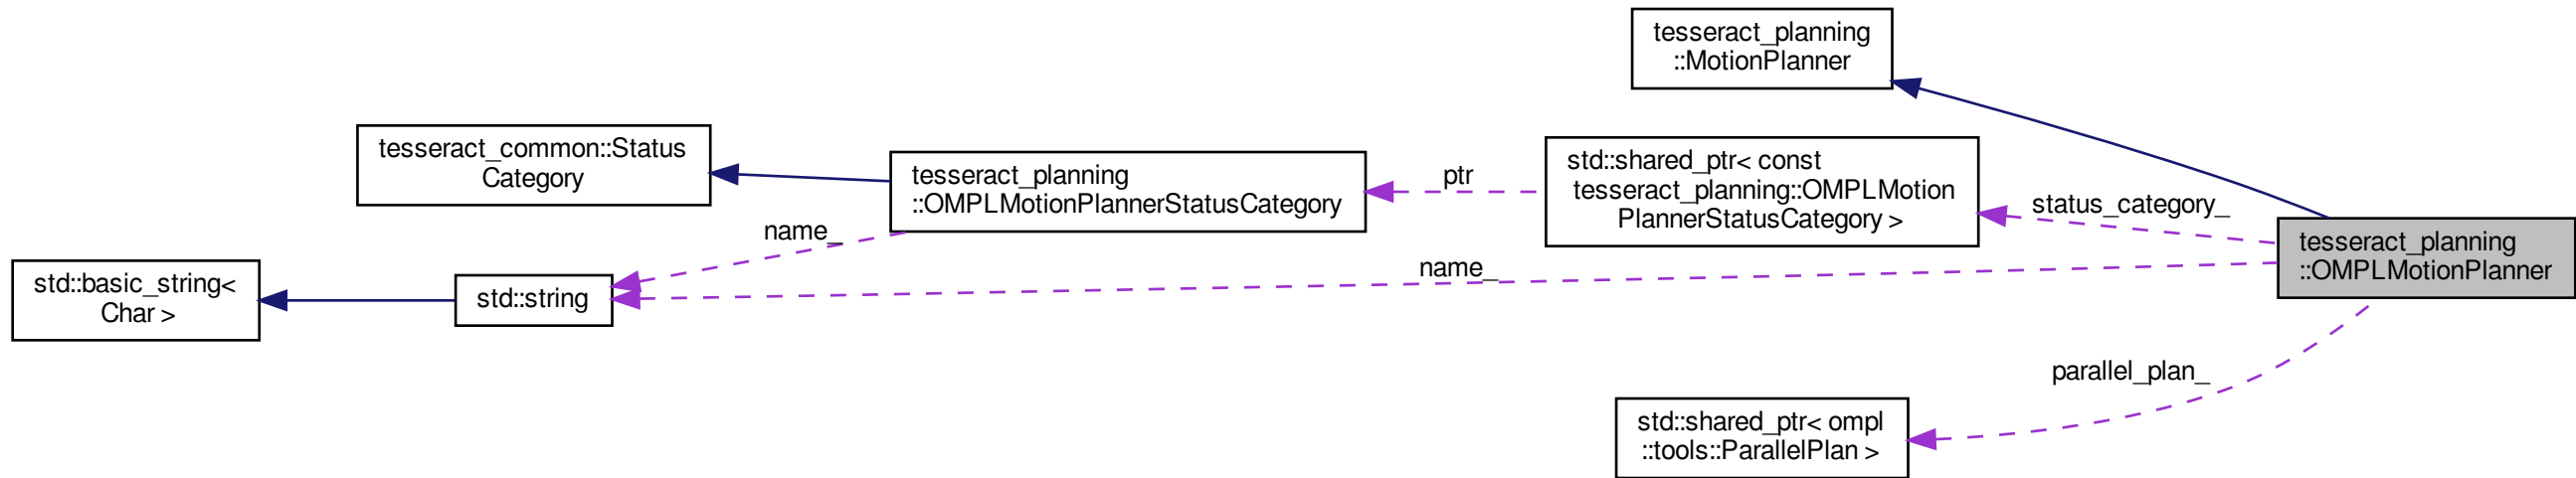 tesseract_planning
::MotionPlanner
tesseract_common::Status
Category
tesseract_planning
::OMPLMotionPlannerStatusCategory
ptr
std::shared_ptr< const
tesseract_planning::OMPLMotion
PlannerStatusCategory >
status_category_
name_
name_
tesseract_planning
::OMPLMotionPlanner
std::basic_string<
Char >
std::string
parallel_plan_
std::shared_ptr< ompl
::tools::ParallelPlan >